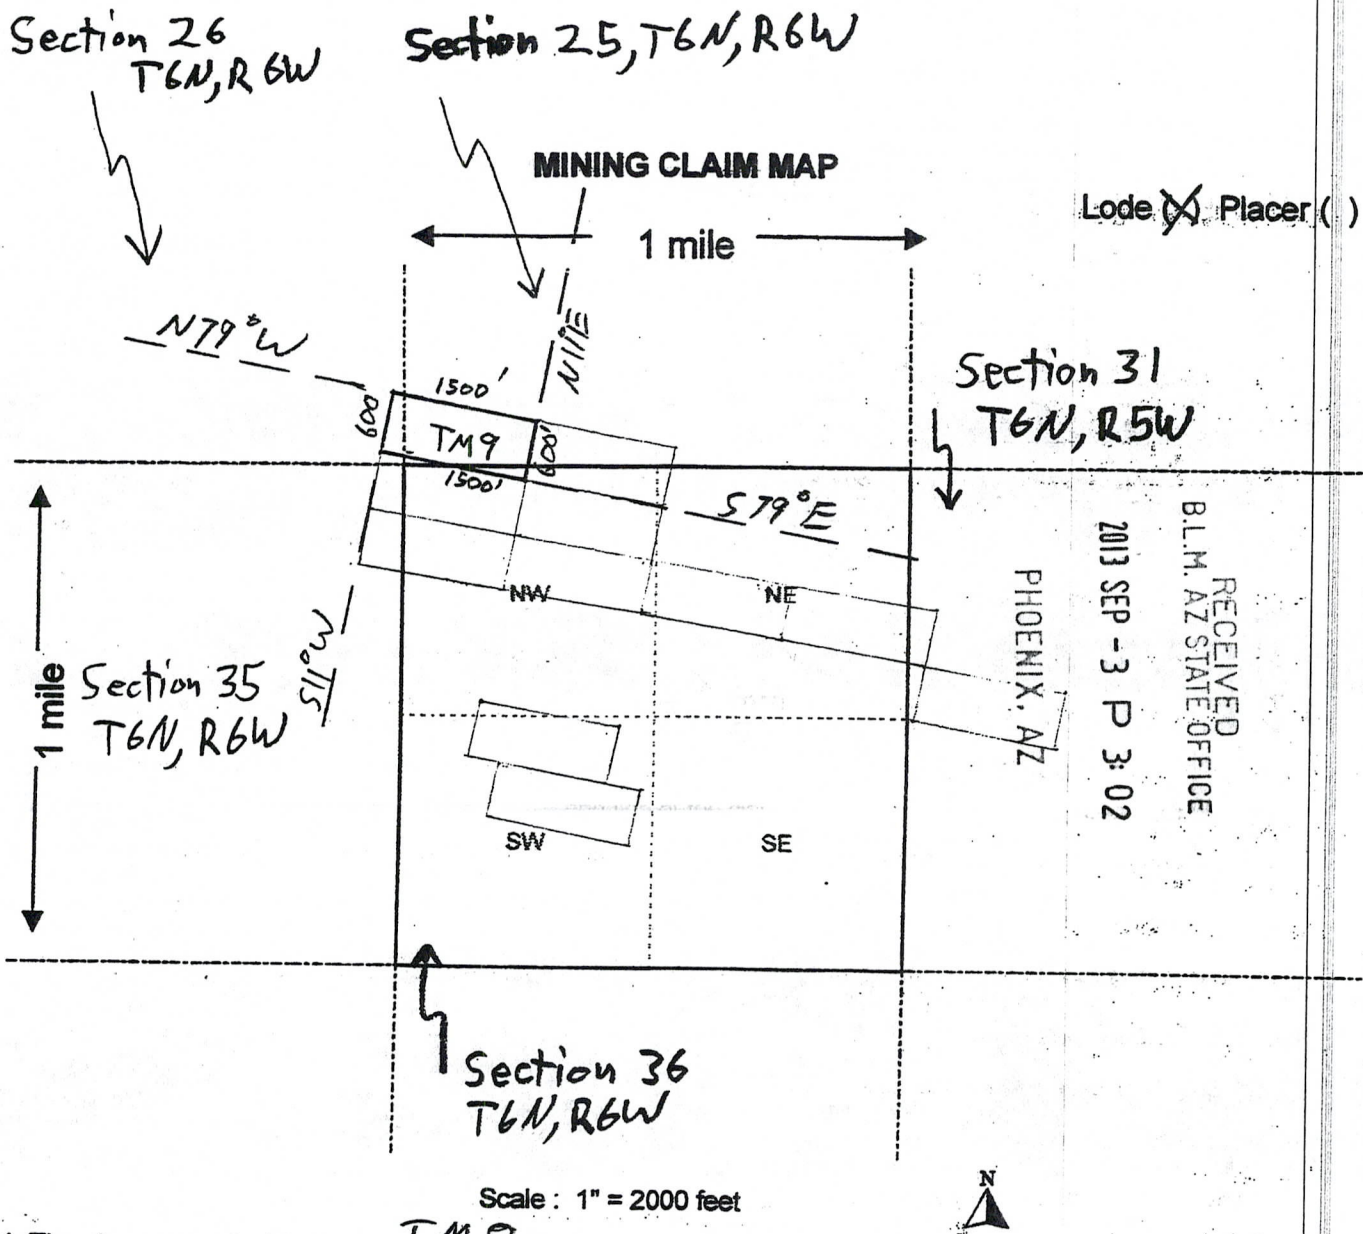 Section 26
T6N, R6W
Section 25, T6N, R6W
MINING CLAIM MAP
Lode (X) Placer ( )
1 mile
N79°W
N11°E
1500'
600'
TM9
600'
1500'
Section 31
T6N, R5W
S79°E
NW
NE
S11°W
1 mile
Section 35
T6N, R6W
SW
SE
RECEIVED
B.L.M. AZ STATE OFFICE
2013 SEP -3 P 3:02
PHOENIX, AZ
Section 36
T6N, R6W
Scale : 1" = 2000 feet
N